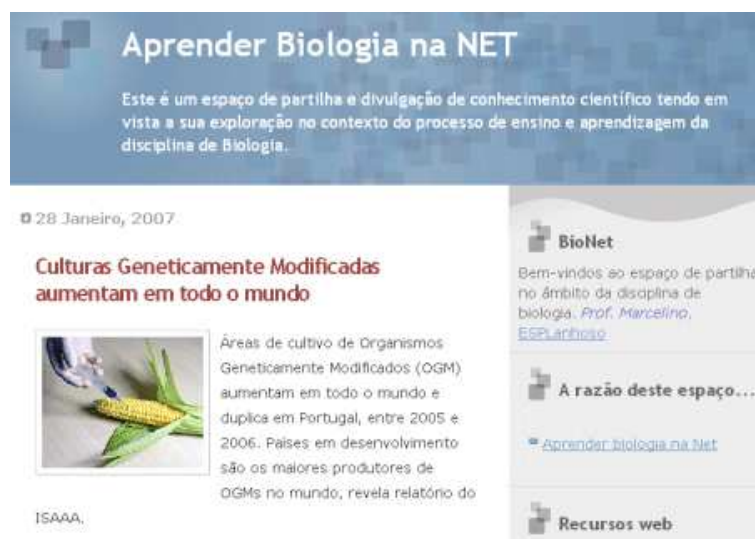 Aprender Biologia na NET
Este é um espaço de partilha e divulgação de conhecimento científico tendo em
vista a sua exploração no contexto do processo de ensino e aprendizagem da
disciplina de Biologia.
28 Janeiro, 2007
Culturas Geneticamente Modificadas
aumentam em todo o mundo
Áreas de cultivo de Organismos
Geneticamente Modificados (OGM)
aumentam em todo o mundo e
duplica em Portugal, entre 2005 e
2006. Países em desenvolvimento
são os maiores produtores de
OGMs no mundo, revela relatório do
ISAAA.
BioNet
Bem-vindos ao espaço de partilha
no âmbito da disciplina de
biologia. Prof. Marcelino,
ESPLanhoso
A razão deste espaço...
Aprender biologia na Net
Recursos web